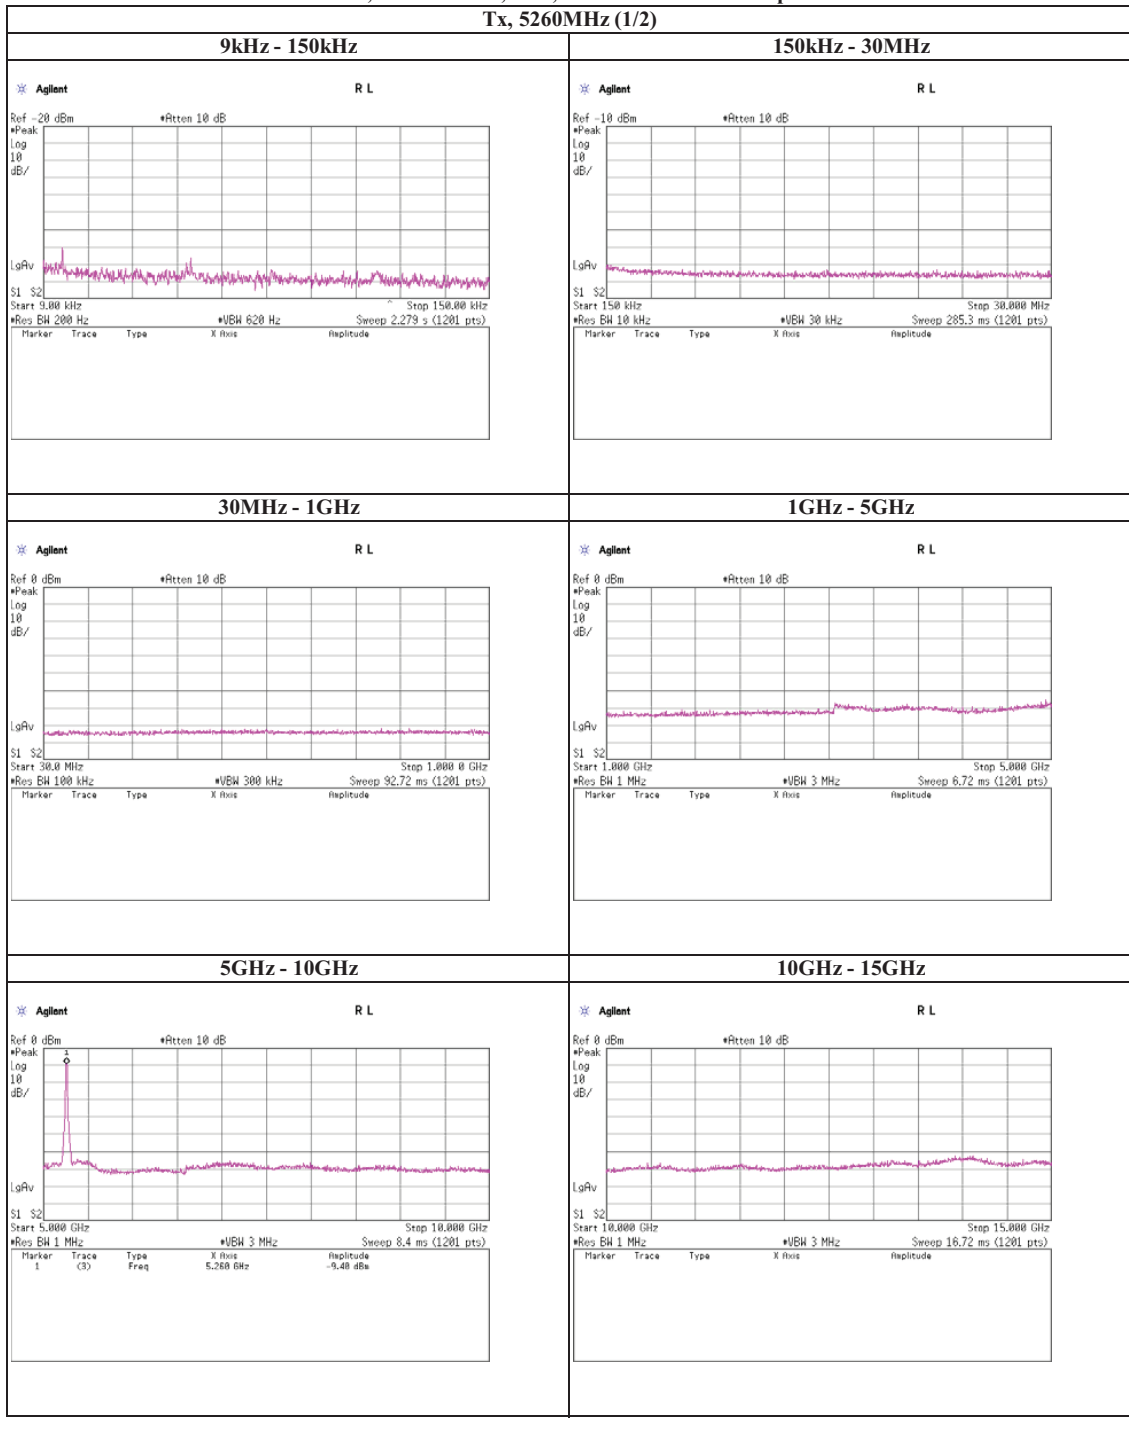 Tx, 5260MHz (1/2)
9kHz - 150kHz
Agilent R L
Ref -20 dBm #Atten 10 dB
#Peak
Log
10
dB/
LgAv
S1 S2
Start 9.00 kHz ^ Stop 150.00 kHz
#Res BW 200 Hz #VBW 620 Hz Sweep 2.279 s (1201 pts)
Marker Trace Type X Axis Amplitude
150kHz - 30MHz
Agilent R L
Ref -10 dBm #Atten 10 dB
#Peak
Log
10
dB/
LgAv
S1 S2
Start 150 kHz Stop 30.000 MHz
#Res BW 10 kHz #VBW 30 kHz Sweep 285.3 ms (1201 pts)
Marker Trace Type X Axis Amplitude
30MHz - 1GHz
Agilent R L
Ref 0 dBm #Atten 10 dB
#Peak
Log
10
dB/
LgAv
S1 S2
Start 30.0 MHz Stop 1.000 0 GHz
#Res BW 100 kHz #VBW 300 kHz Sweep 92.72 ms (1201 pts)
Marker Trace Type X Axis Amplitude
1GHz - 5GHz
Agilent R L
Ref 0 dBm #Atten 10 dB
#Peak
Log
10
dB/
LgAv
S1 S2
Start 1.000 GHz Stop 5.000 GHz
#Res BW 1 MHz #VBW 3 MHz Sweep 6.72 ms (1201 pts)
Marker Trace Type X Axis Amplitude
5GHz - 10GHz
Agilent R L
Ref 0 dBm #Atten 10 dB
#Peak
1
Log
10
dB/
LgAv
S1 S2
Start 5.000 GHz Stop 10.000 GHz
#Res BW 1 MHz #VBW 3 MHz Sweep 8.4 ms (1201 pts)
Marker Trace Type X Axis Amplitude
1 (3) Freq 5.260 GHz -9.40 dBm
10GHz - 15GHz
Agilent R L
Ref 0 dBm #Atten 10 dB
#Peak
Log
10
dB/
LgAv
S1 S2
Start 10.000 GHz Stop 15.000 GHz
#Res BW 1 MHz #VBW 3 MHz Sweep 16.72 ms (1201 pts)
Marker Trace Type X Axis Amplitude